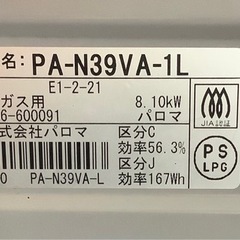 名: PA-N39VA-1L
E1-2-21
ガス用 8.10kW
6-600091 パロマ
式会社パロマ 区分C
効率56.3%
区分J
0 PA-N39VA-L 効率167Wh
JIA認証
PS
LPG